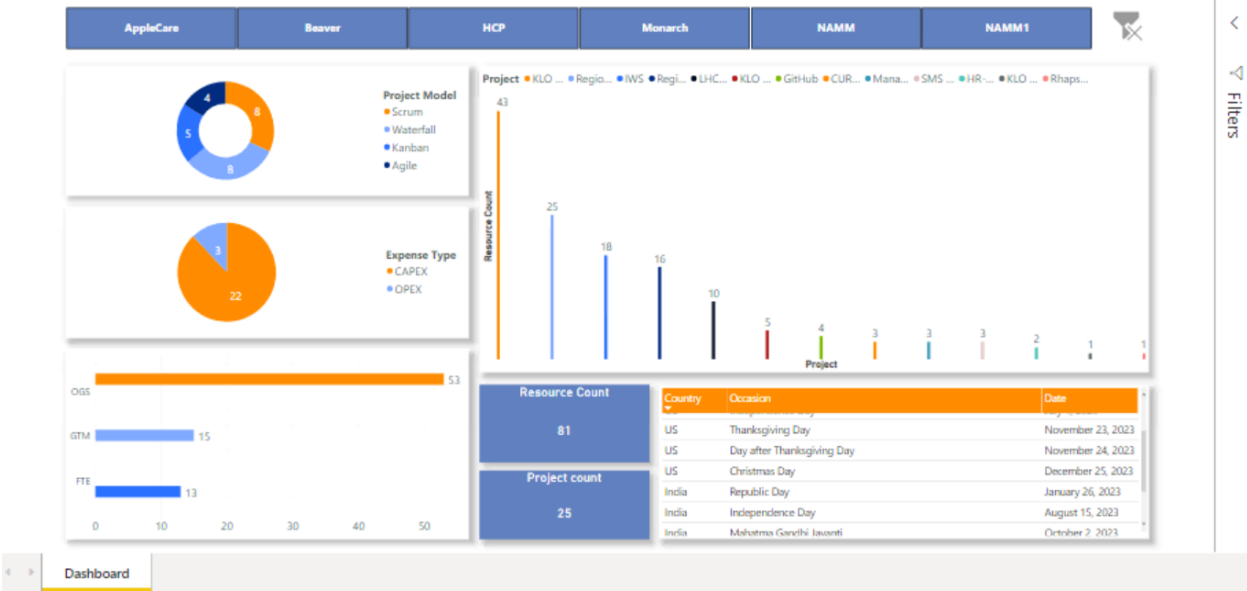 AppleCare Beaver HCP Monarch NAMM NAMM1
Filters
Project Model
Scrum
Waterfall
Kanban
Agile
4
8
5
8
Expense Type
CAPEX
OPEX
3
22
OGS 53
GTM 15
FTE 13
0 10 20 30 40 50
Project KLO ... Regio... IWS Regi... LHC... KLO ... GitHub CUR... Mana... SMS ... HR-... KLO ... Rhaps...
Resource Count
43
25
18
16
10
5
4
3
3
3
2
1
1
Project
Resource Count
81
Project count
25
Country Occasion Date
US Thanksgiving Day November 23, 2023
US Day after Thanksgiving Day November 24, 2023
US Christmas Day December 25, 2023
India Republic Day January 26, 2023
India Independence Day August 15, 2023
India Mahatma Gandhi Jayanti October 2, 2023
Dashboard